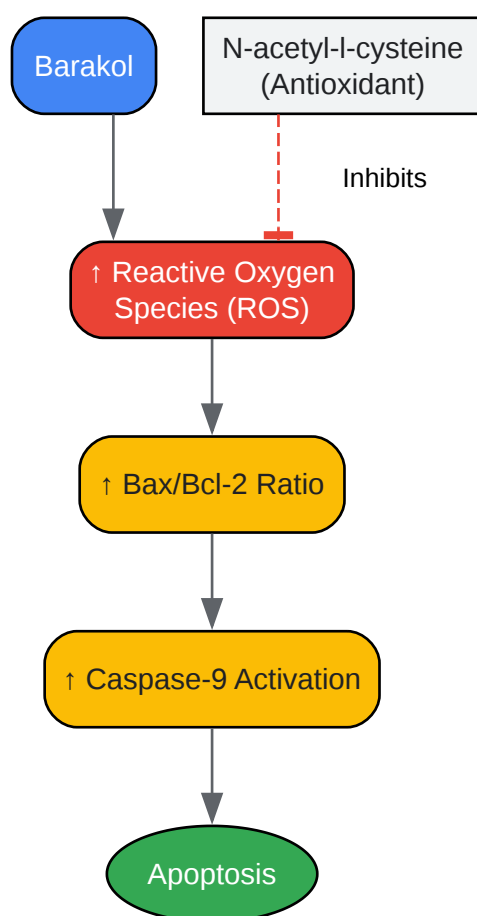 Barakol
N-acetyl-l-cysteine
(Antioxidant)
Inhibits
↑ Reactive Oxygen
Species (ROS)
↑ Bax/Bcl-2 Ratio
↑ Caspase-9 Activation
Apoptosis